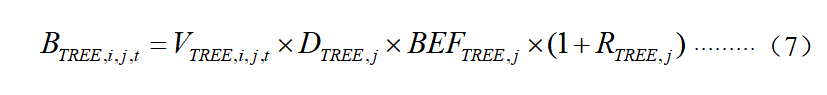 B_{TREE,i,j,t} = V_{TREE,i,j,t} × D_{TREE,j} × BEF_{TREE,j} × (1 + R_{TREE,j}) ⋯⋯⋯ （7）